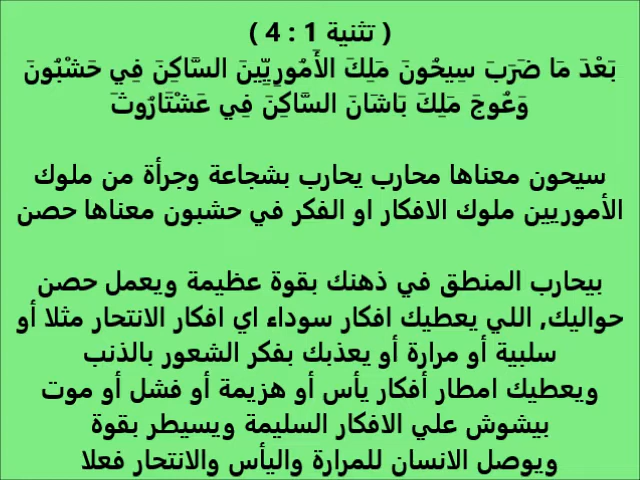 ( تثنية 1 : 4 )
بَعْدَ مَا ضَرَبَ سِيحُونَ مَلِكَ الأَمُورِيِّينَ السَّاكِنَ فِي حَشْبُونَ
وَعُوجَ مَلِكَ بَاشَانَ السَّاكِنَ فِي عَشْتَارُوثَ
سيحون معناها محارب يحارب بشجاعة وجرأة من ملوك
الأموريين ملوك الافكار او الفكر في حشبون معناها حصن
بيحارب المنطق في ذهنك بقوة عظيمة ويعمل حصن
حواليك, اللي يعطيك افكار سوداء اي افكار الانتحار مثلا أو
سلبية أو مرارة أو يعذبك بفكر الشعور بالذنب
ويعطيك امطار أفكار يأس أو هزيمة أو فشل أو موت
بيشوش علي الافكار السليمة ويسيطر بقوة
ويوصل الانسان للمرارة واليأس والانتحار فعلا